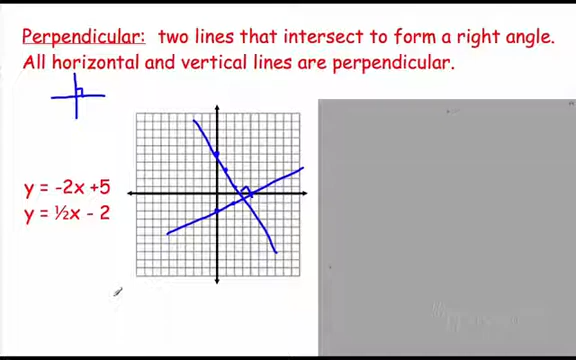 Perpendicular: two lines that intersect to form a right angle.
All horizontal and vertical lines are perpendicular.
y = -2x +5
y = ½x - 2